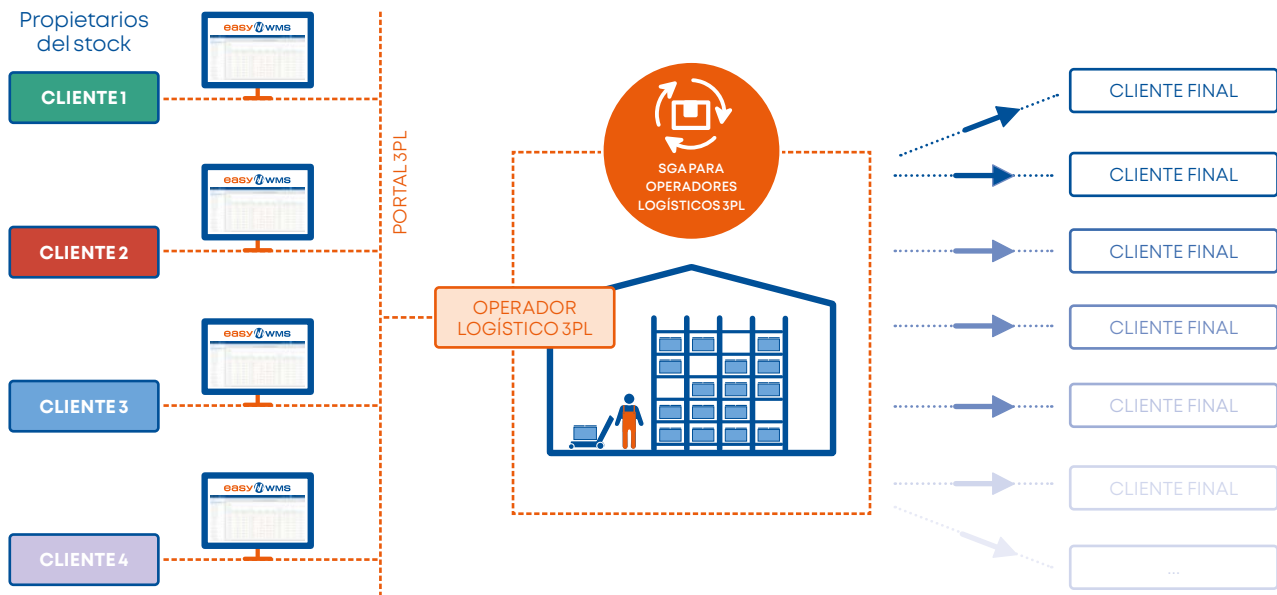 Propietarios
del stock
easy WMS
CLIENTE 1
easy WMS
CLIENTE 2
easy WMS
CLIENTE 3
easy WMS
CLIENTE 4
PORTAL 3PL
OPERADOR
LOGÍSTICO 3PL
SGA PARA
OPERADORES
LOGÍSTICOS 3PL
CLIENTE FINAL
CLIENTE FINAL
CLIENTE FINAL
CLIENTE FINAL
CLIENTE FINAL
CLIENTE FINAL
...